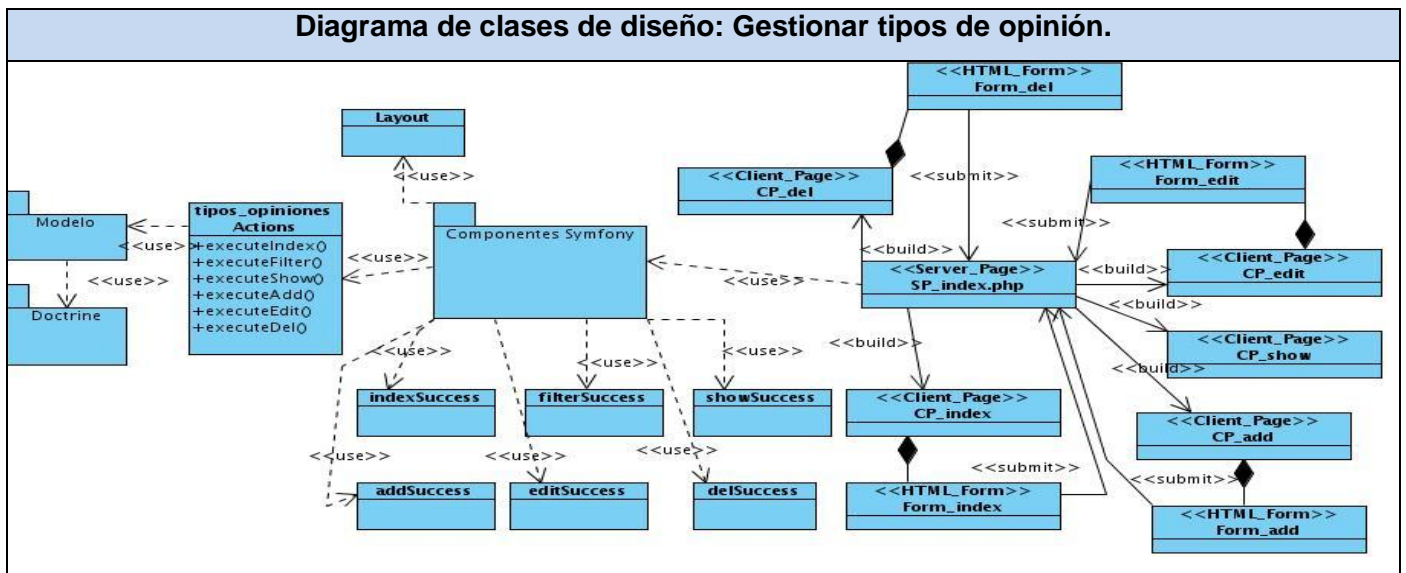 Diagrama de clases de diseño: Gestionar tipos de opinión.
<<HTML_Form>>
Form_del
Layout
<<use>>
<<Client_Page>>
CP_del
<<submit>>
<<HTML_Form>>
Form_edit
<<submit>>
Modelo
<<use>>
tipos_opiniones
Actions
+executeIndex()
+executeFilter()
+executeShow()
+executeAdd()
+executeEdit()
+executeDel()
<<use>>
Componentes Symfony
<<build>>
<<use>>
<<Server_Page>>
SP_index.php
<<build>>
<<Client_Page>>
CP_edit
<<use>>
Doctrine
<<build>>
<<Client_Page>>
CP_show
<<use>>
<<use>>
<<use>>
<<build>>
<<build>>
indexSuccess
filterSuccess
showSuccess
<<Client_Page>>
CP_index
<<Client_Page>>
CP_add
<<use>>
<<use>>
<<use>>
<<submit>>
<<submit>>
addSuccess
editSuccess
delSuccess
<<HTML_Form>>
Form_index
<<HTML_Form>>
Form_add